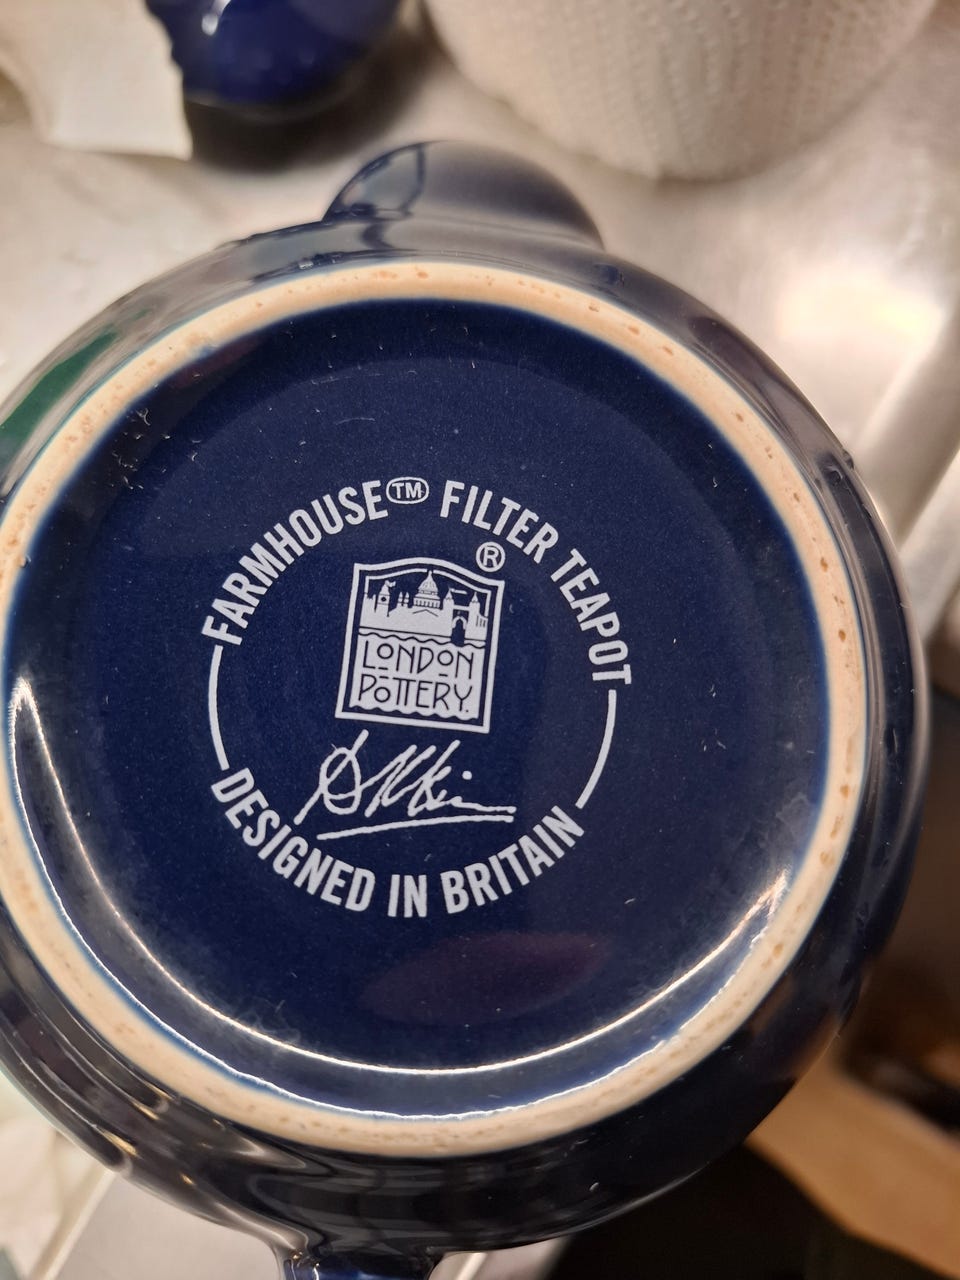 FARMHOUSE™ FILTER TEAPOT
®
LONDON
POTTERY
DESIGNED IN BRITAIN